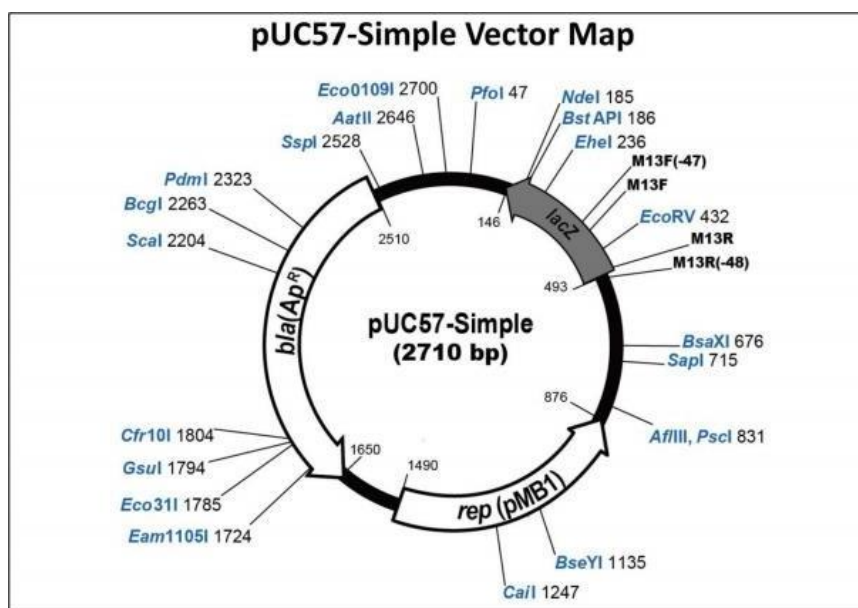 pUC57-Simple Vector Map
Eco0109I 2700
PfoI 47
NdeI 185
AatII 2646
BstAPI 186
SspI 2528
EheI 236
M13F(-47)
PdmI 2323
M13F
BcgI 2263
EcoRV 432
ScaI 2204
M13R
M13R(-48)
146
lacZ
2510
493
bla(ApR)
pUC57-Simple
(2710 bp)
BsaXI 676
SapI 715
876
AflIII, PscI 831
Cfr10I 1804
1650
1490
GsuI 1794
rep (pMB1)
Eco31I 1785
Eam1105I 1724
BseYI 1135
CaiI 1247